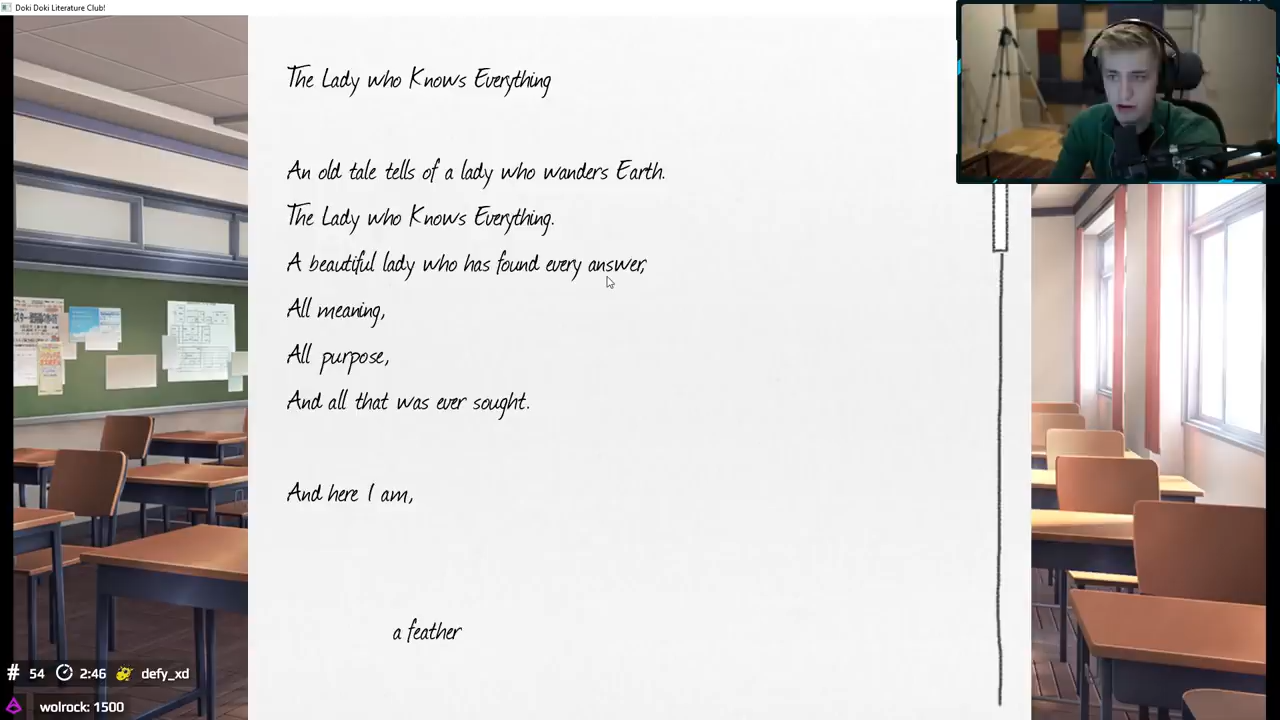 Doki Doki Literature Club!
The Lady who Knows Everything
An old tale tells of a lady who wanders Earth.
The Lady who Knows Everything.
A beautiful lady who has found every answer,
All meaning,
All purpose,
And all that was ever sought.
And here I am,
a feather
# 54 2:46 defy_xd
wolrock: 1500